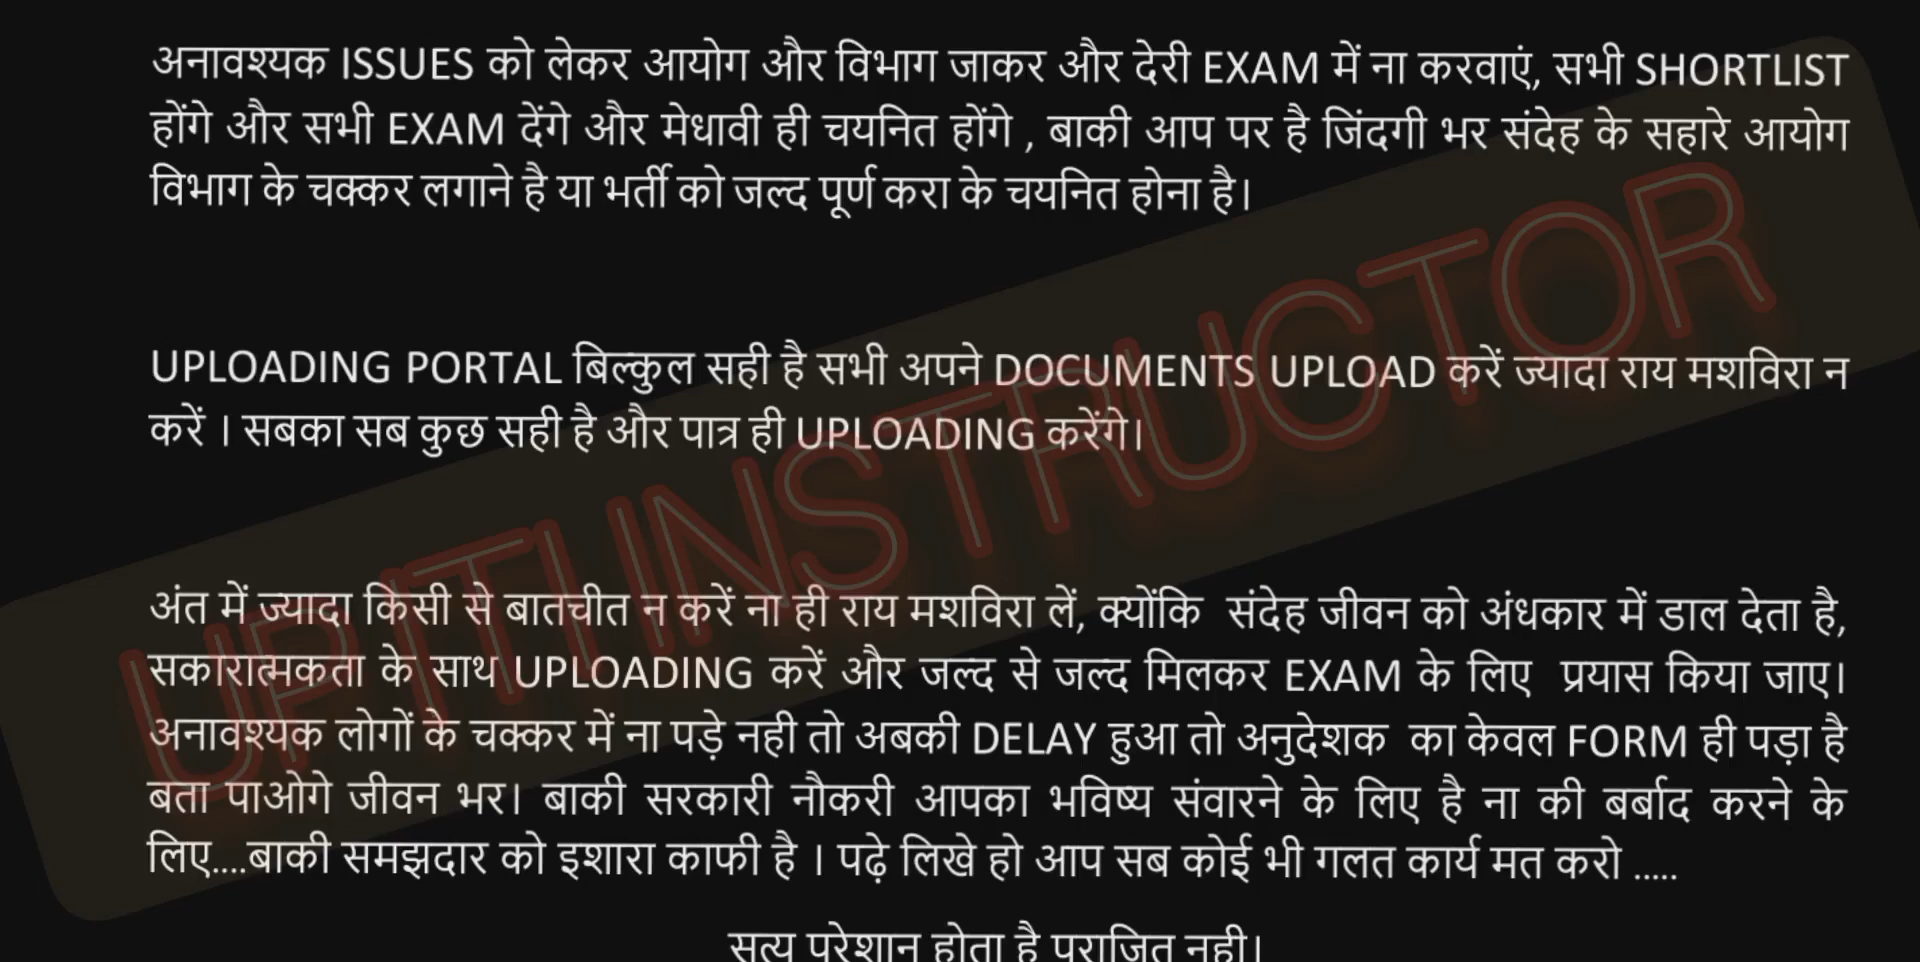 अनावश्यक ISSUES को लेकर आयोग और विभाग जाकर और देरी EXAM में ना करवाएं, सभी SHORTLIST
होंगे और सभी EXAM देंगे और मेधावी ही चयनित होंगे , बाकी आप पर है जिंदगी भर संदेह के सहारे आयोग
विभाग के चक्कर लगाने है या भर्ती को जल्द पूर्ण करा के चयनित होना है।
UPLOADING PORTAL बिल्कुल सही है सभी अपने DOCUMENTS UPLOAD करें ज्यादा राय मशविरा न
करें । सबका सब कुछ सही है और पात्र ही UPLOADING करेंगे।
अंत में ज्यादा किसी से बातचीत न करें ना ही राय मशविरा लें, क्योंकि संदेह जीवन को अंधकार में डाल देता है,
सकारात्मकता के साथ UPLOADING करें और जल्द से जल्द मिलकर EXAM के लिए प्रयास किया जाए।
अनावश्यक लोगों के चक्कर में ना पड़े नही तो अबकी DELAY हुआ तो अनुदेशक का केवल FORM ही पड़ा है
बता पाओगे जीवन भर। बाकी सरकारी नौकरी आपका भविष्य संवारने के लिए है ना की बर्बाद करने के
लिए....बाकी समझदार को इशारा काफी है । पढ़े लिखे हो आप सब कोई भी गलत कार्य मत करो .....
सत्य परेशान होता है पराजित नही।
UP ITI INSTRUCTOR